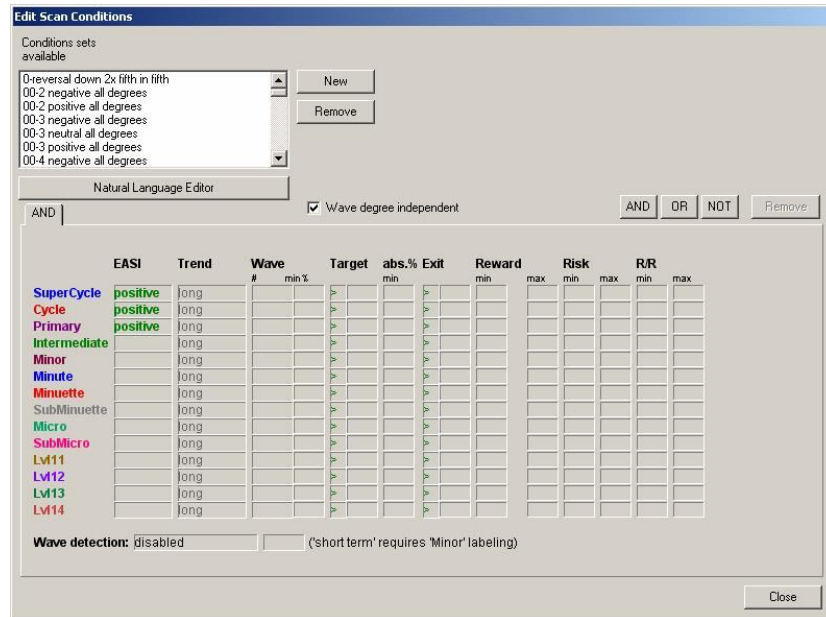 Edit Scan Conditions
Conditions sets
available
0-reversal down 2x fifth in fifth
00-2 negative all degrees
00-2 positive all degrees
00-3 negative all degrees
00-3 neutral all degrees
00-3 positive all degrees
00-4 negative all degrees
New
Remove
Natural Language Editor
Wave degree independent
AND OR NOT Remove
AND
EASI Trend Wave Target abs.% Exit Reward Risk R/R
# min % min min max min max min max
SuperCycle positive long > >
Cycle positive long > >
Primary positive long > >
Intermediate long > >
Minor long > >
Minute long > >
Minuette long > >
SubMinuette long > >
Micro long > >
SubMicro long > >
Lvl11 long > >
Lvl12 long > >
Lvl13 long > >
Lvl14 long > >
Wave detection: disabled ('short term' requires 'Minor' labeling)
Close